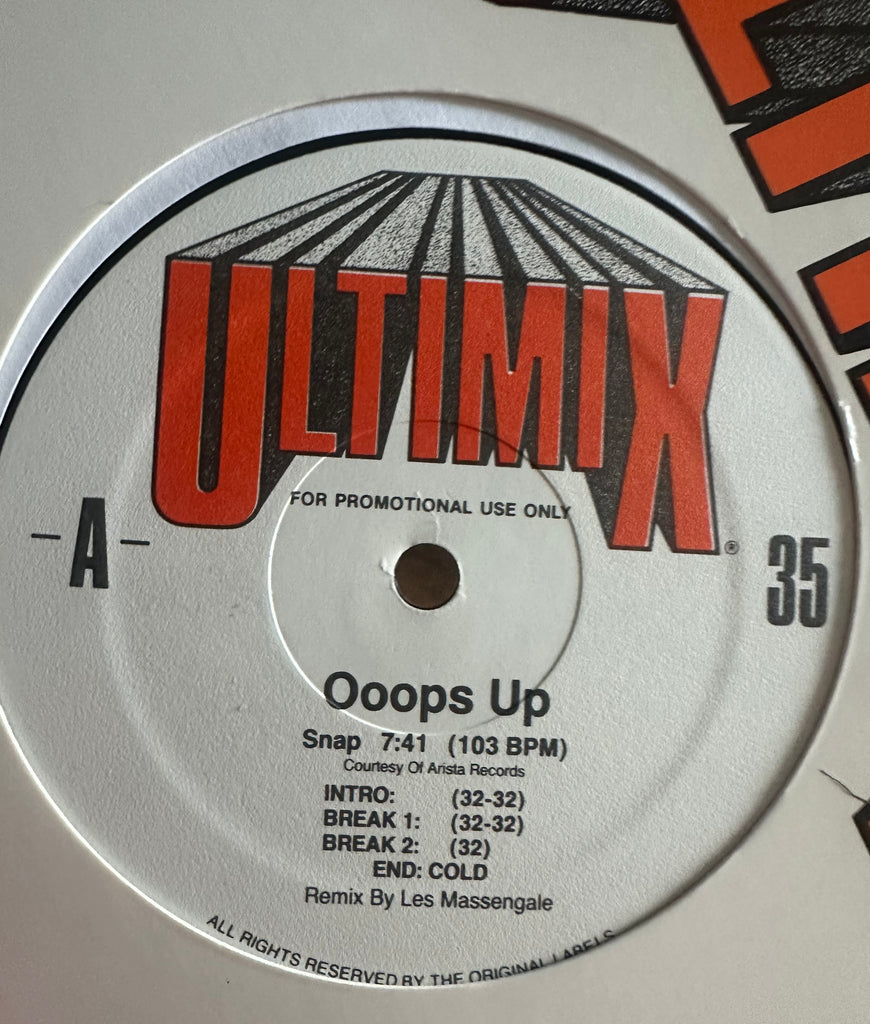 ULTIMIX®
FOR PROMOTIONAL USE ONLY
-A-
35
Ooops Up
Snap 7:41 (103 BPM)
Courtesy Of Arista Records
INTRO: (32-32)
BREAK 1: (32-32)
BREAK 2: (32)
END: COLD
Remix By Les Massengale
ALL RIGHTS RESERVED BY THE ORIGINAL LABELS